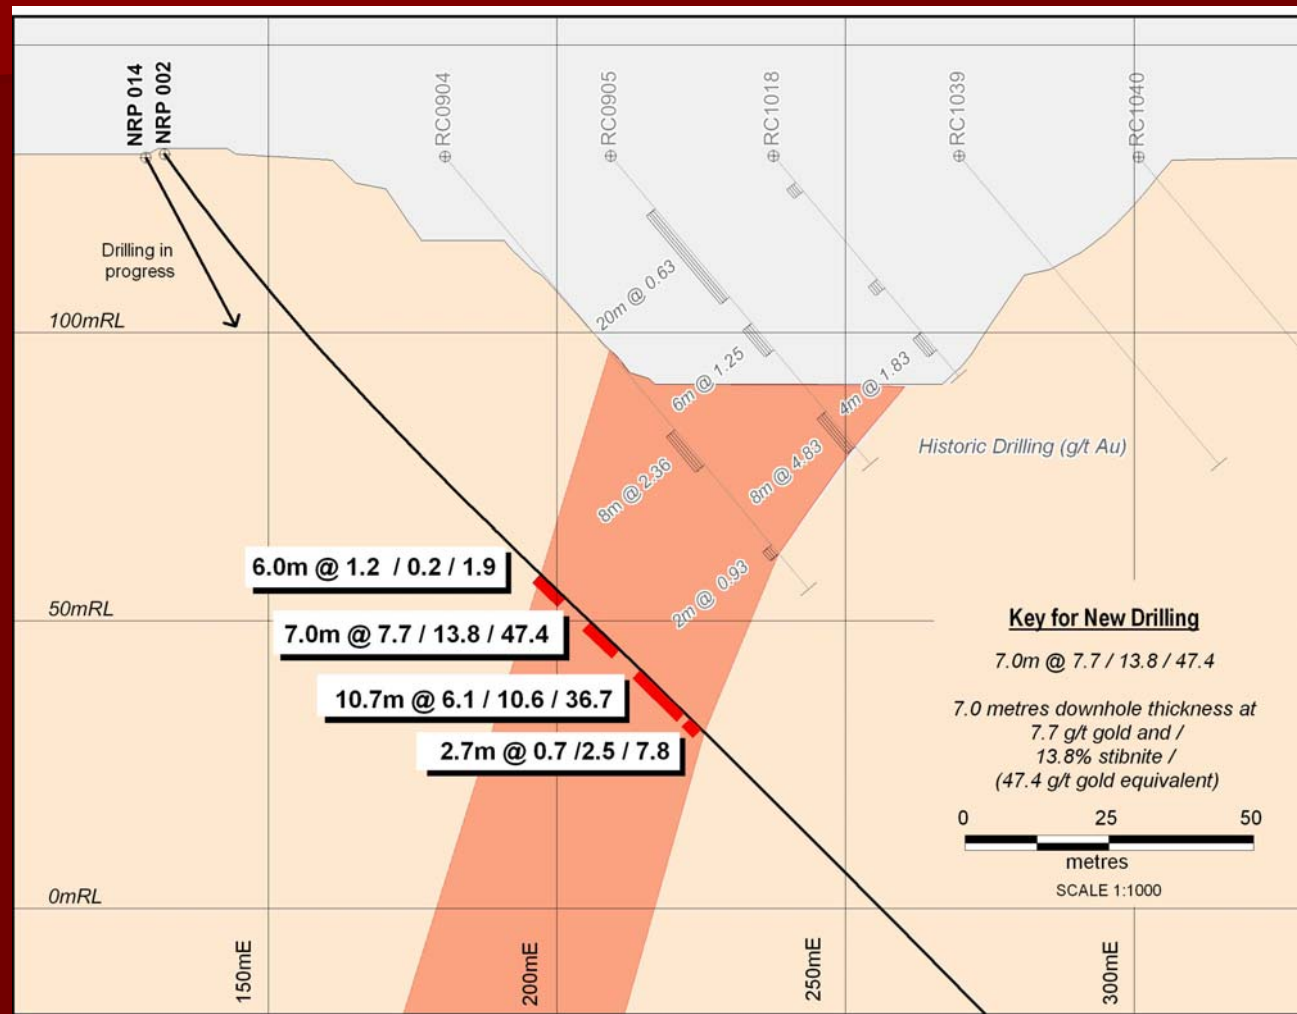 NRP 014
NRP 002
RC0904
RC0905
RC1018
RC1039
RC1040
Drilling in
progress
100mRL
20m @ 0.63
6m @ 1.25
4m @ 1.83
8m @ 2.36
8m @ 4.83
2m @ 0.93
Historic Drilling (g/t Au)
6.0m @ 1.2 / 0.2 / 1.9
50mRL
7.0m @ 7.7 / 13.8 / 47.4
10.7m @ 6.1 / 10.6 / 36.7
2.7m @ 0.7 /2.5 / 7.8
Key for New Drilling
7.0m @ 7.7 / 13.8 / 47.4
7.0 metres downhole thickness at
7.7 g/t gold and /
13.8% stibnite /
(47.4 g/t gold equivalent)
0 25 50
metres
SCALE 1:1000
0mRL
150mE
200mE
250mE
300mE